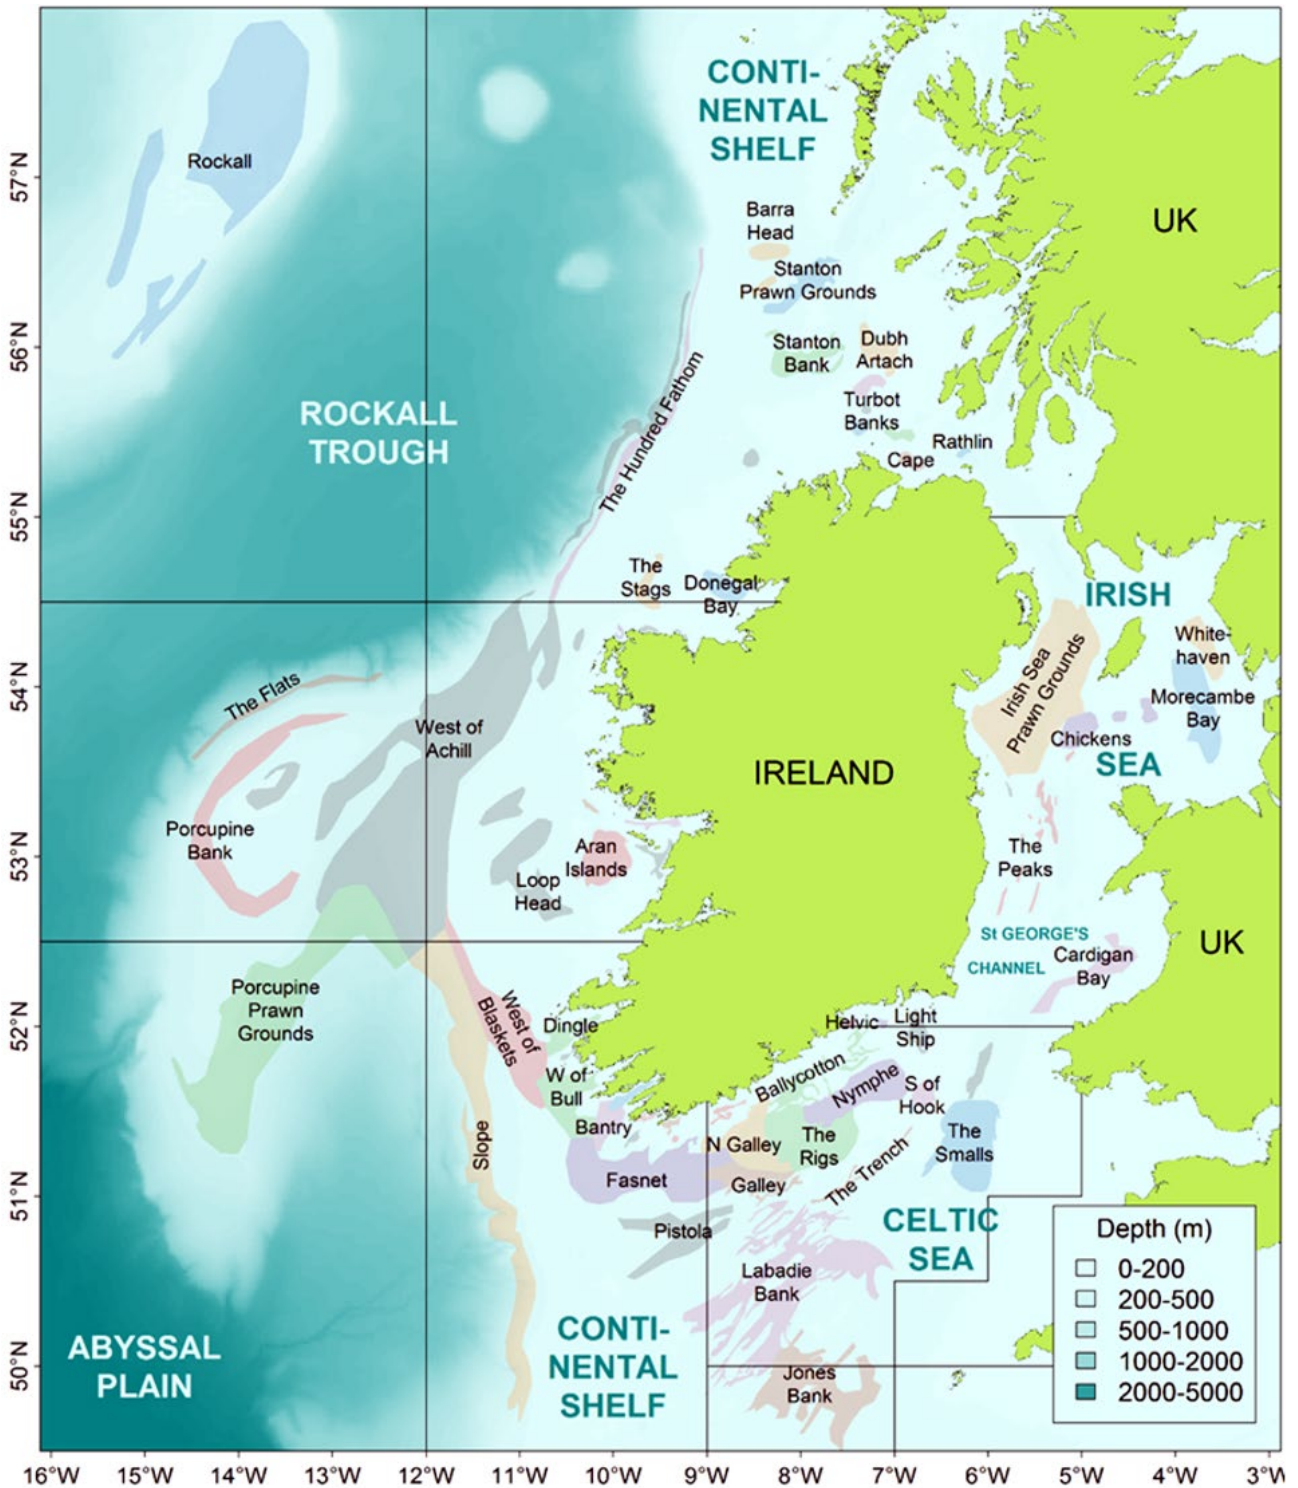 CONTI-
NENTAL
SHELF
57°N
Rockall
UK
Barra
Head
Stanton
Prawn Grounds
56°N
Stanton
Bank
Dubh
Artach
The Hundred Fathom
Turbot
Banks
ROCKALL
TROUGH
Rathlin
Cape
55°N
The
Stags
Donegal
Bay
IRISH
White-
haven
Irish Sea
Prawn Grounds
54°N
The Flats
Morecambe
Bay
West of
Achill
Chickens
SEA
IRELAND
Porcupine
Bank
53°N
Aran
Islands
The
Peaks
Loop
Head
St GEORGE'S
CHANNEL
UK
Cardigan
Bay
Porcupine
Prawn
Grounds
52°N
West of
Blaskets
Dingle
Helvic
Light
Ship
W of
Bull
Ballycotton
Nymphe
S of
Hook
Bantry
Slope
N Galley
The
Rigs
The
Smalls
The Trench
51°N
Fasnet
Galley
Pistola
CELTIC
SEA
Labadie
Bank
Depth (m)
0-200
200-500
500-1000
1000-2000
2000-5000
50°N
ABYSSAL
PLAIN
CONTI-
NENTAL
SHELF
Jones
Bank
16°W 15°W 14°W 13°W 12°W 11°W 10°W 9°W 8°W 7°W 6°W 5°W 4°W 3°W